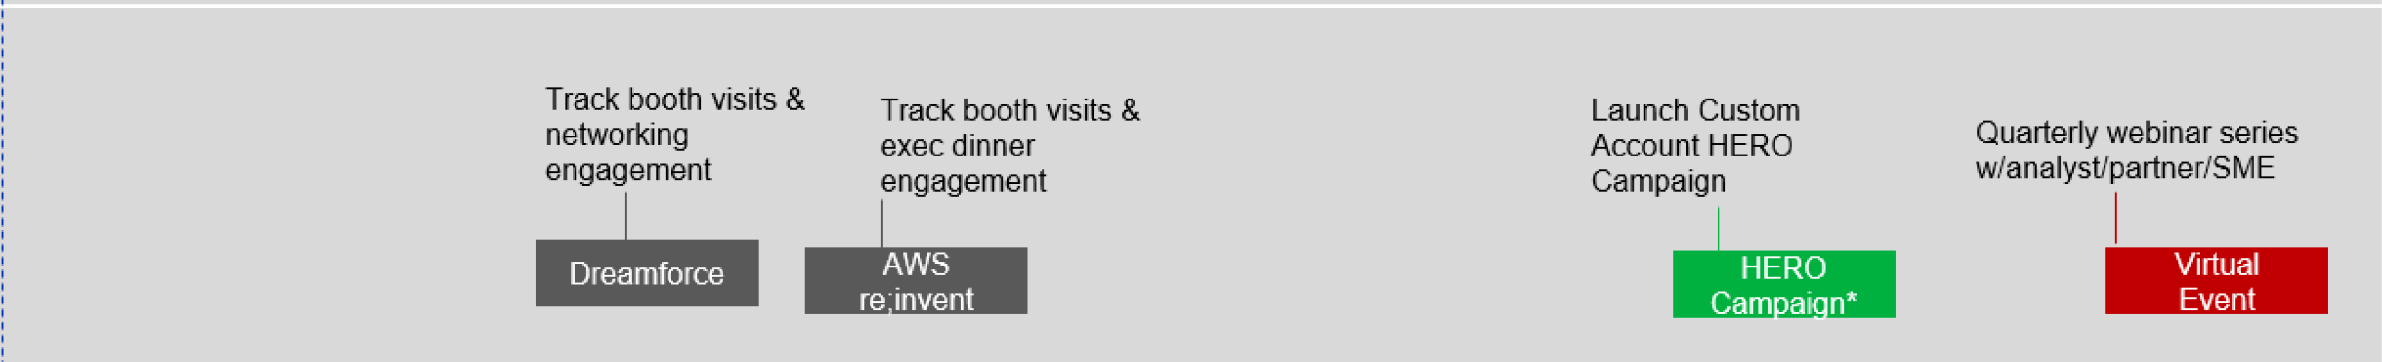 Track booth visits &
networking
engagement
Dreamforce
Track booth visits &
exec dinner
engagement
AWS
re;invent
Launch Custom
Account HERO
Campaign
HERO
Campaign*
Quarterly webinar series
w/analyst/partner/SME
Virtual
Event